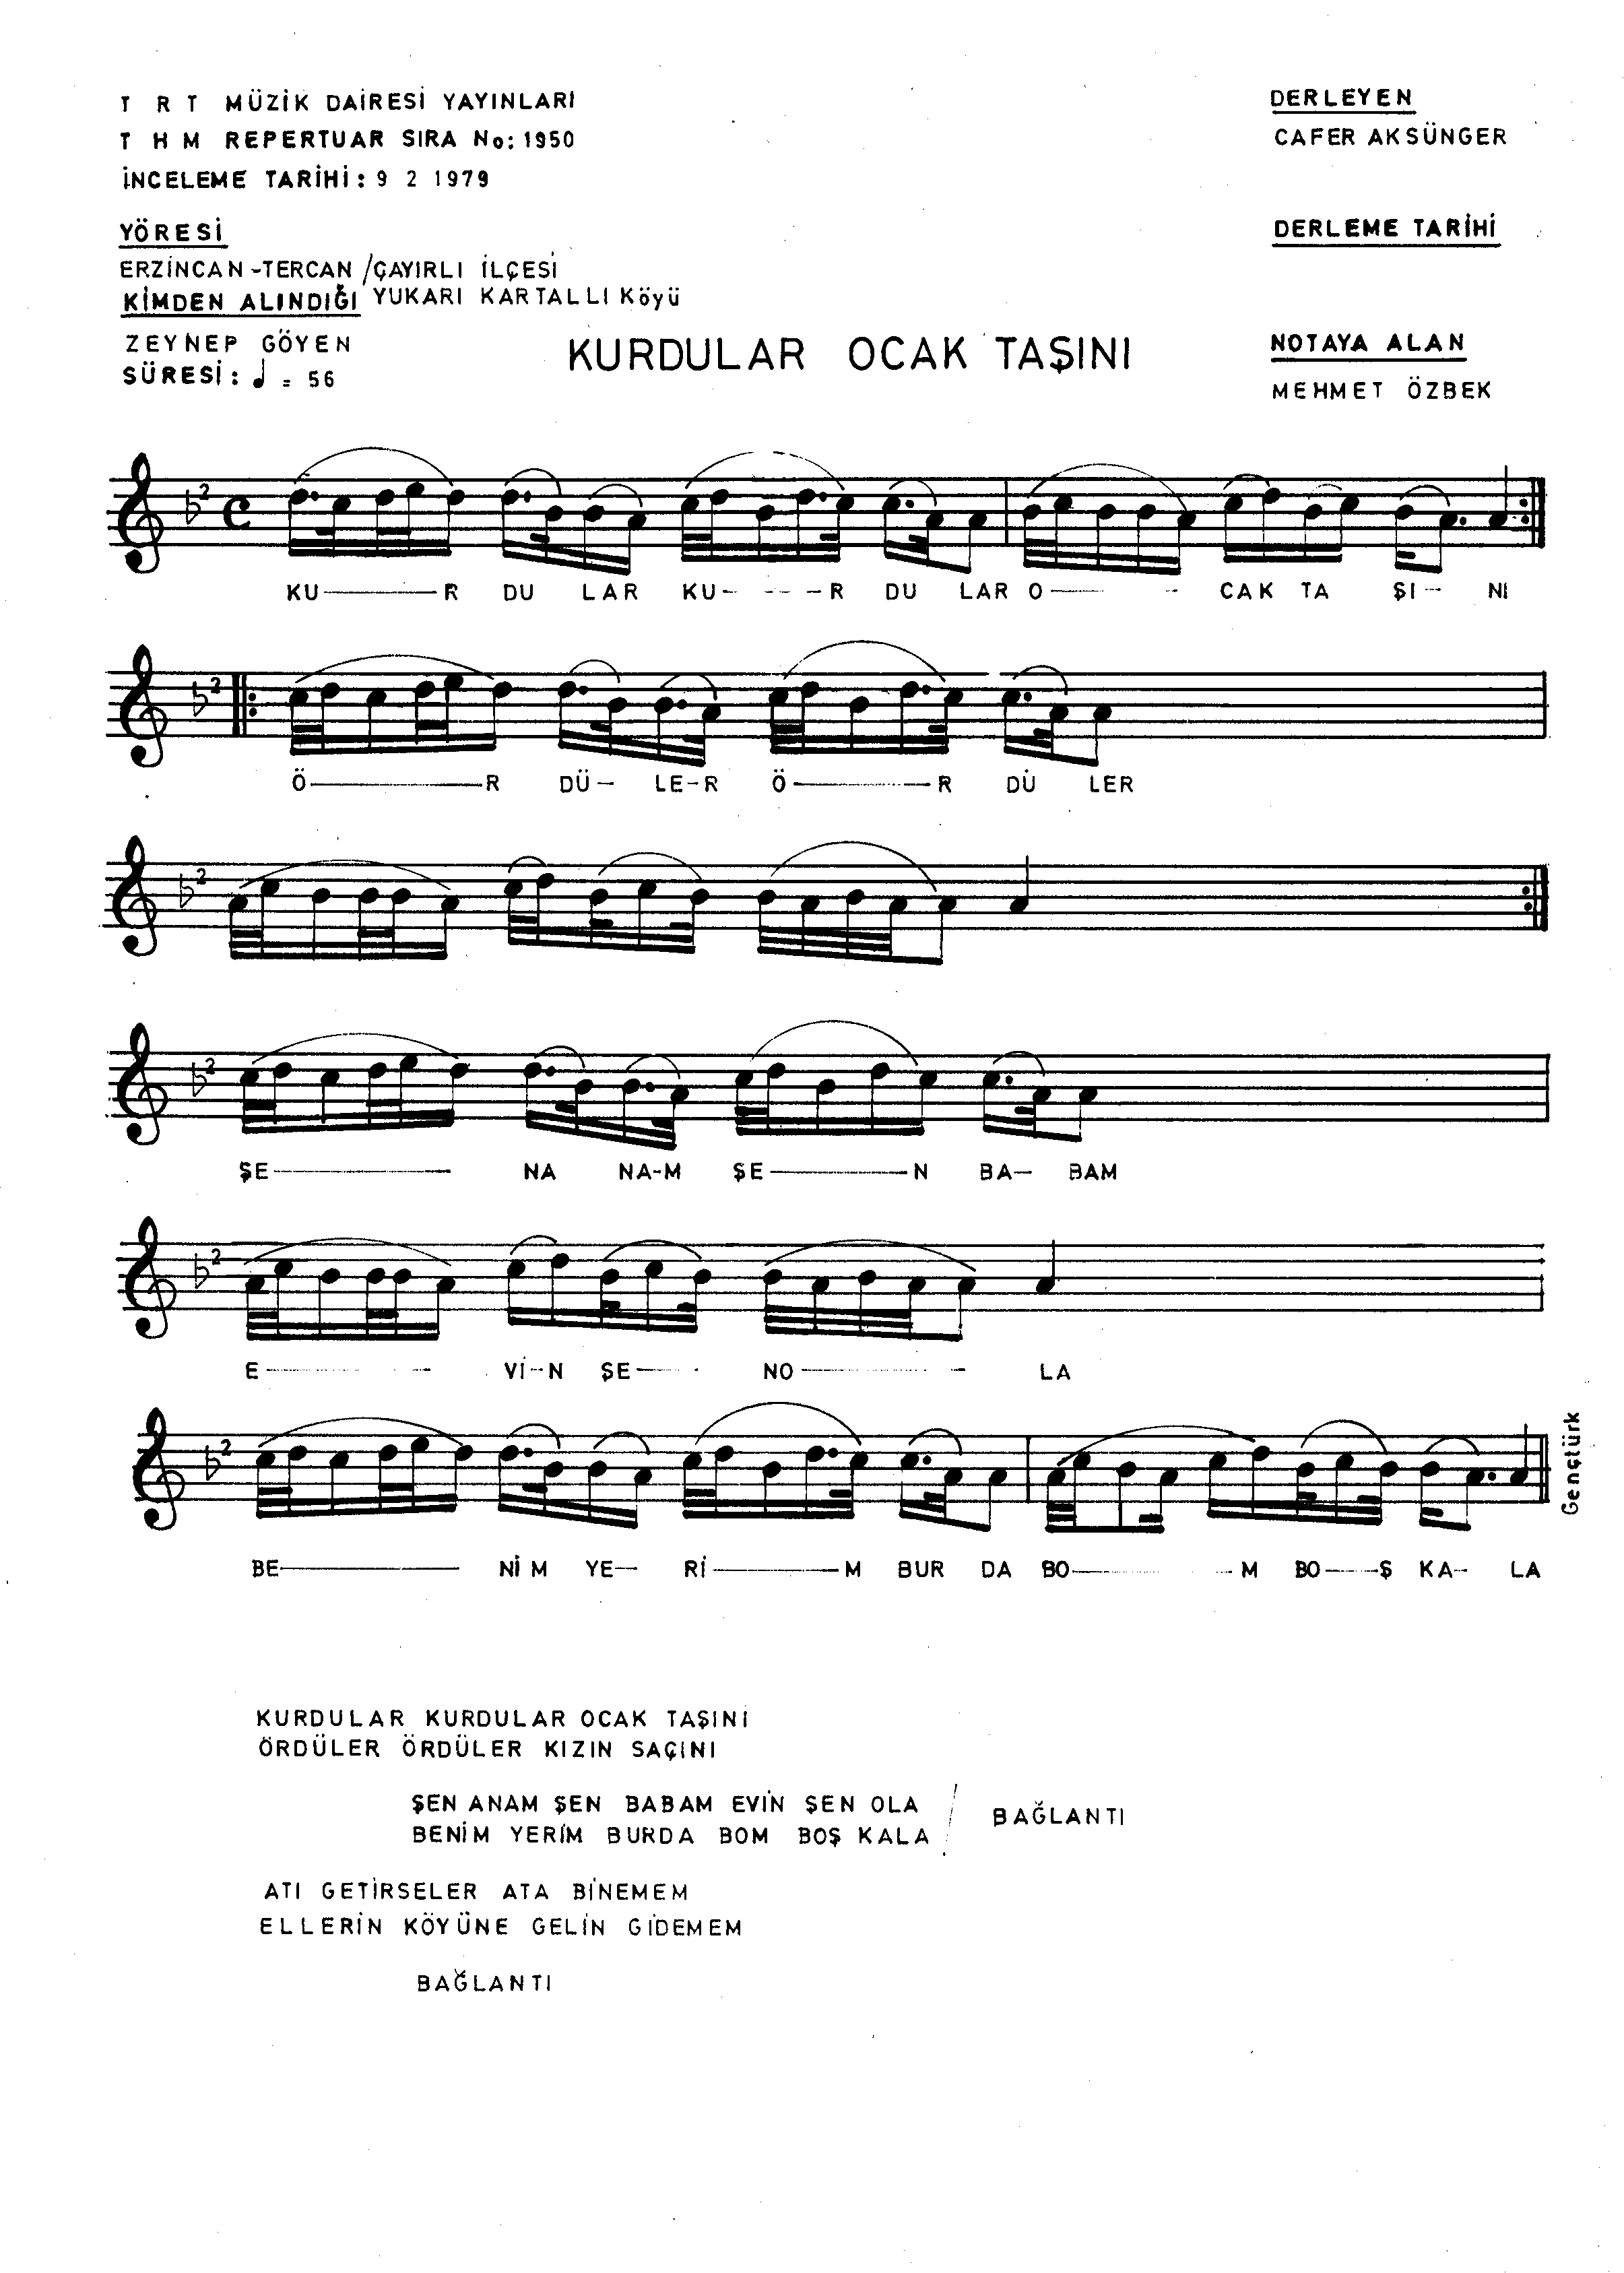 T R T MÜZİK DAİRESİ YAYINLARI
T H M REPERTUAR SIRA No: 1950
İNCELEME TARİHİ: 9 2 1979
DERLEYEN
CAFER AKSÜNGER
YÖRESİ
ERZİNCAN-TERCAN/ÇAYIRLI İLÇESİ
YUKARI KARTALLI Köyü
DERLEME TARİHİ
KİMDEN ALINDIĞI
ZEYNEP GÖYEN
SÜRESİ: ♩ = 56
KURDULAR OCAK TAŞINI
NOTAYA ALAN
MEHMET ÖZBEK
KU—R DU LAR KU- - - -R DU LAR O— - CAK TA ŞI- NI
Ö—R DÜ- LE-R Ö—R DÜ LER
ŞE— NA NA-M ŞE—N BA- BAM
E— - Vİ-N ŞE- - NO— - LA
BE— NİM YE- Rİ—M BUR DA BO— -M BO—Ş KA- LA
Gençtürk
KURDULAR KURDULAR OCAK TAŞINI
ÖRDÜLER ÖRDÜLER KIZIN SAÇINI
ŞEN ANAM ŞEN BABAM EVİN ŞEN OLA
BENİM YERİM BURDA BOM BOŞ KALA
BAĞLANTI
ATI GETİRSELER ATA BİNEMEM
ELLERİN KÖYÜNE GELİN GİDEMEM
BAĞLANTI